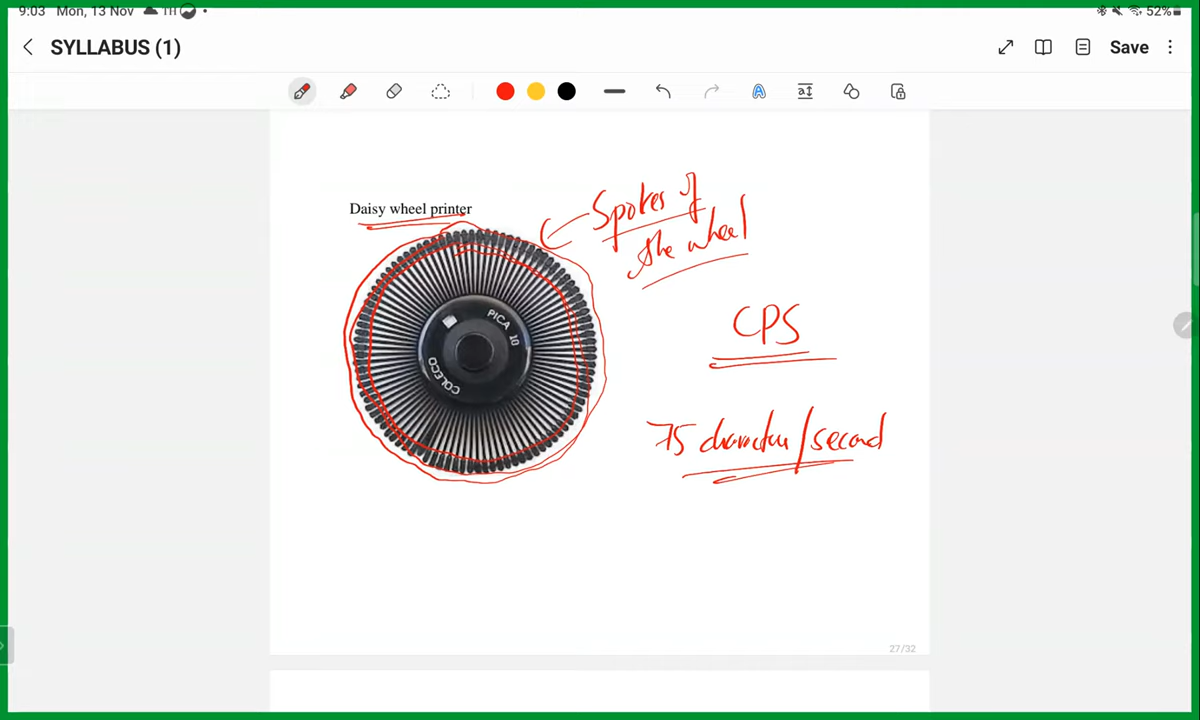 9:03 Mon, 13 Nov TH
52%
SYLLABUS (1)
Save
Daisy wheel printer
Spokes of
the wheel
PICA 10
COLECO
CPS
75 character/second
27/32